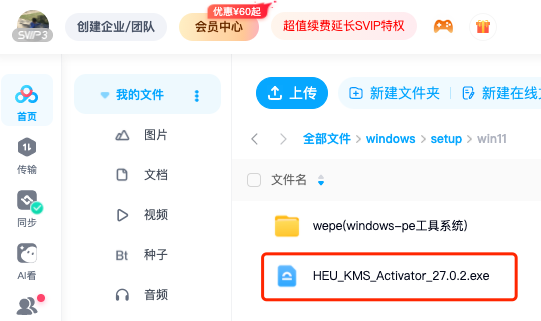 优惠¥60起
SVIP3
创建企业/团队
会员中心
超值续费延长SVIP特权
首页
传输
同步
AI看
我的文件
图片
文档
视频
Bt 种子
音频
上传
新建文件夹
新建在线文
全部文件 > windows > setup > win11
文件名
wepe(windows-pe工具系统)
HEU_KMS_Activator_27.0.2.exe